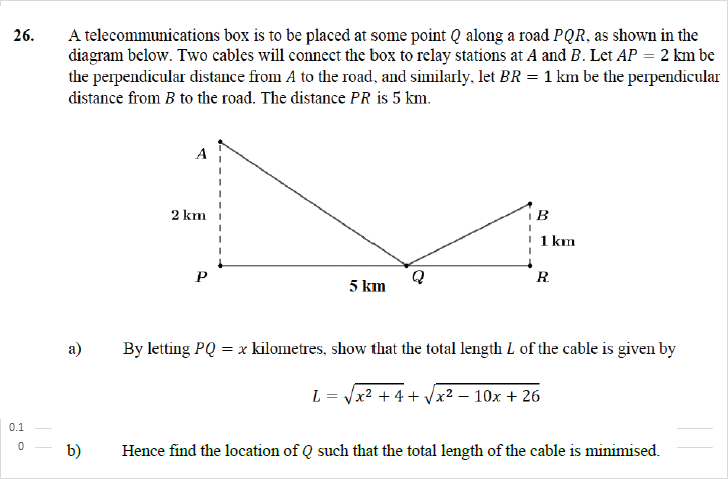 26. A telecommunications box is to be placed at some point Q along a road PQR, as shown in the
diagram below. Two cables will connect the box to relay stations at A and B. Let AP = 2 km be
the perpendicular distance from A to the road, and similarly, let BR = 1 km be the perpendicular
distance from B to the road. The distance PR is 5 km.
A
2 km
B
1 km
P
Q
R
5 km
a) By letting PQ = x kilometres, show that the total length L of the cable is given by
L = √(x² + 4) + √(x² − 10x + 26)
0.1
0
b) Hence find the location of Q such that the total length of the cable is minimised.